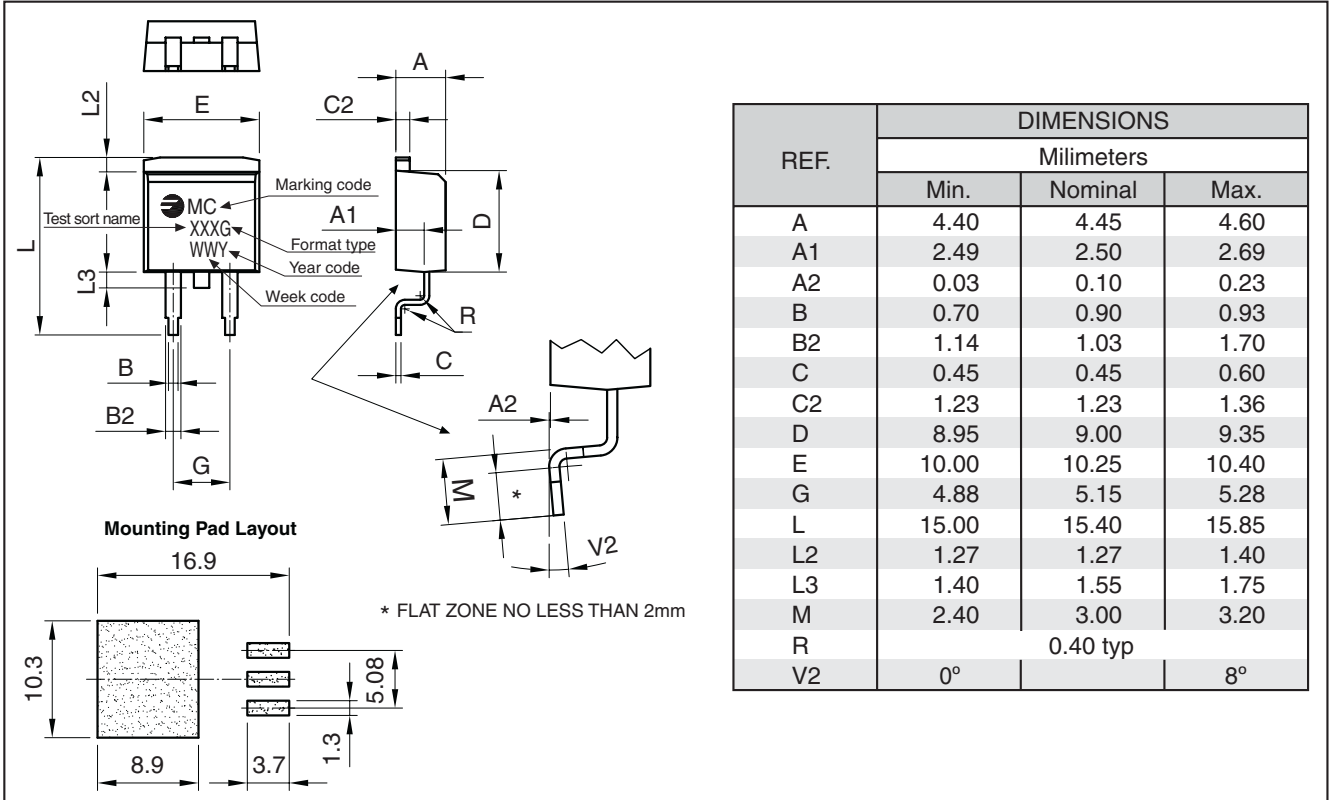 A
C2
L2
E
Marking code
MC
Test sort name
XXXG
Format type
WWY
Year code
Week code
A1
D
L
L3
R
B
C
B2
A2
G
M
*
V2
* FLAT ZONE NO LESS THAN 2mm
Mounting Pad Layout
16.9
10.3
5.08
1.3
8.9
3.7
REF. DIMENSIONS
Milimeters
Min. Nominal Max.
A 4.40 4.45 4.60
A1 2.49 2.50 2.69
A2 0.03 0.10 0.23
B 0.70 0.90 0.93
B2 1.14 1.03 1.70
C 0.45 0.45 0.60
C2 1.23 1.23 1.36
D 8.95 9.00 9.35
E 10.00 10.25 10.40
G 4.88 5.15 5.28
L 15.00 15.40 15.85
L2 1.27 1.27 1.40
L3 1.40 1.55 1.75
M 2.40 3.00 3.20
R 0.40 typ
V2 0º 8º